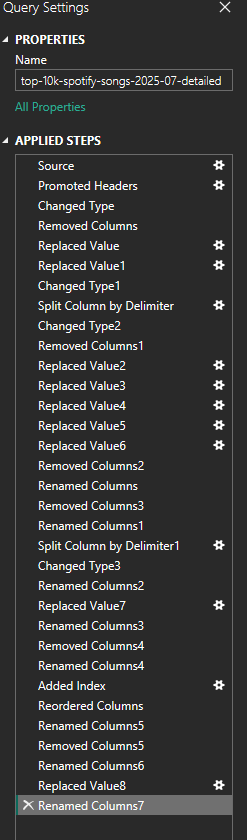 Query Settings
PROPERTIES
Name
top-10k-spotify-songs-2025-07-detailed
All Properties
APPLIED STEPS
Source
Promoted Headers
Changed Type
Removed Columns
Replaced Value
Replaced Value1
Changed Type1
Split Column by Delimiter
Changed Type2
Removed Columns1
Replaced Value2
Replaced Value3
Replaced Value4
Replaced Value5
Replaced Value6
Removed Columns2
Renamed Columns
Removed Columns3
Renamed Columns1
Split Column by Delimiter1
Changed Type3
Renamed Columns2
Replaced Value7
Renamed Columns3
Removed Columns4
Renamed Columns4
Added Index
Reordered Columns
Renamed Columns5
Removed Columns5
Renamed Columns6
Replaced Value8
Renamed Columns7